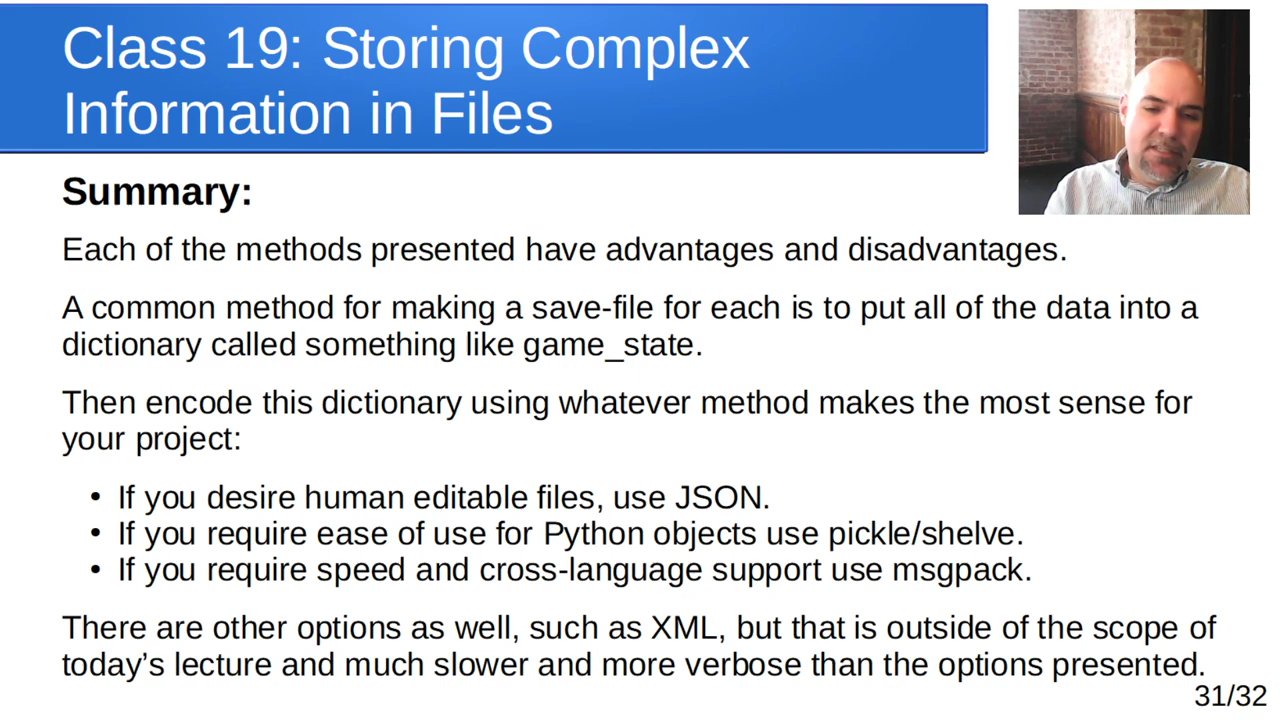 Class 19: Storing Complex
Information in Files
Summary:
Each of the methods presented have advantages and disadvantages.
A common method for making a save-file for each is to put all of the data into a
dictionary called something like game_state.
Then encode this dictionary using whatever method makes the most sense for
your project:
• If you desire human editable files, use JSON.
• If you require ease of use for Python objects use pickle/shelve.
• If you require speed and cross-language support use msgpack.
There are other options as well, such as XML, but that is outside of the scope of
today’s lecture and much slower and more verbose than the options presented.
31/32